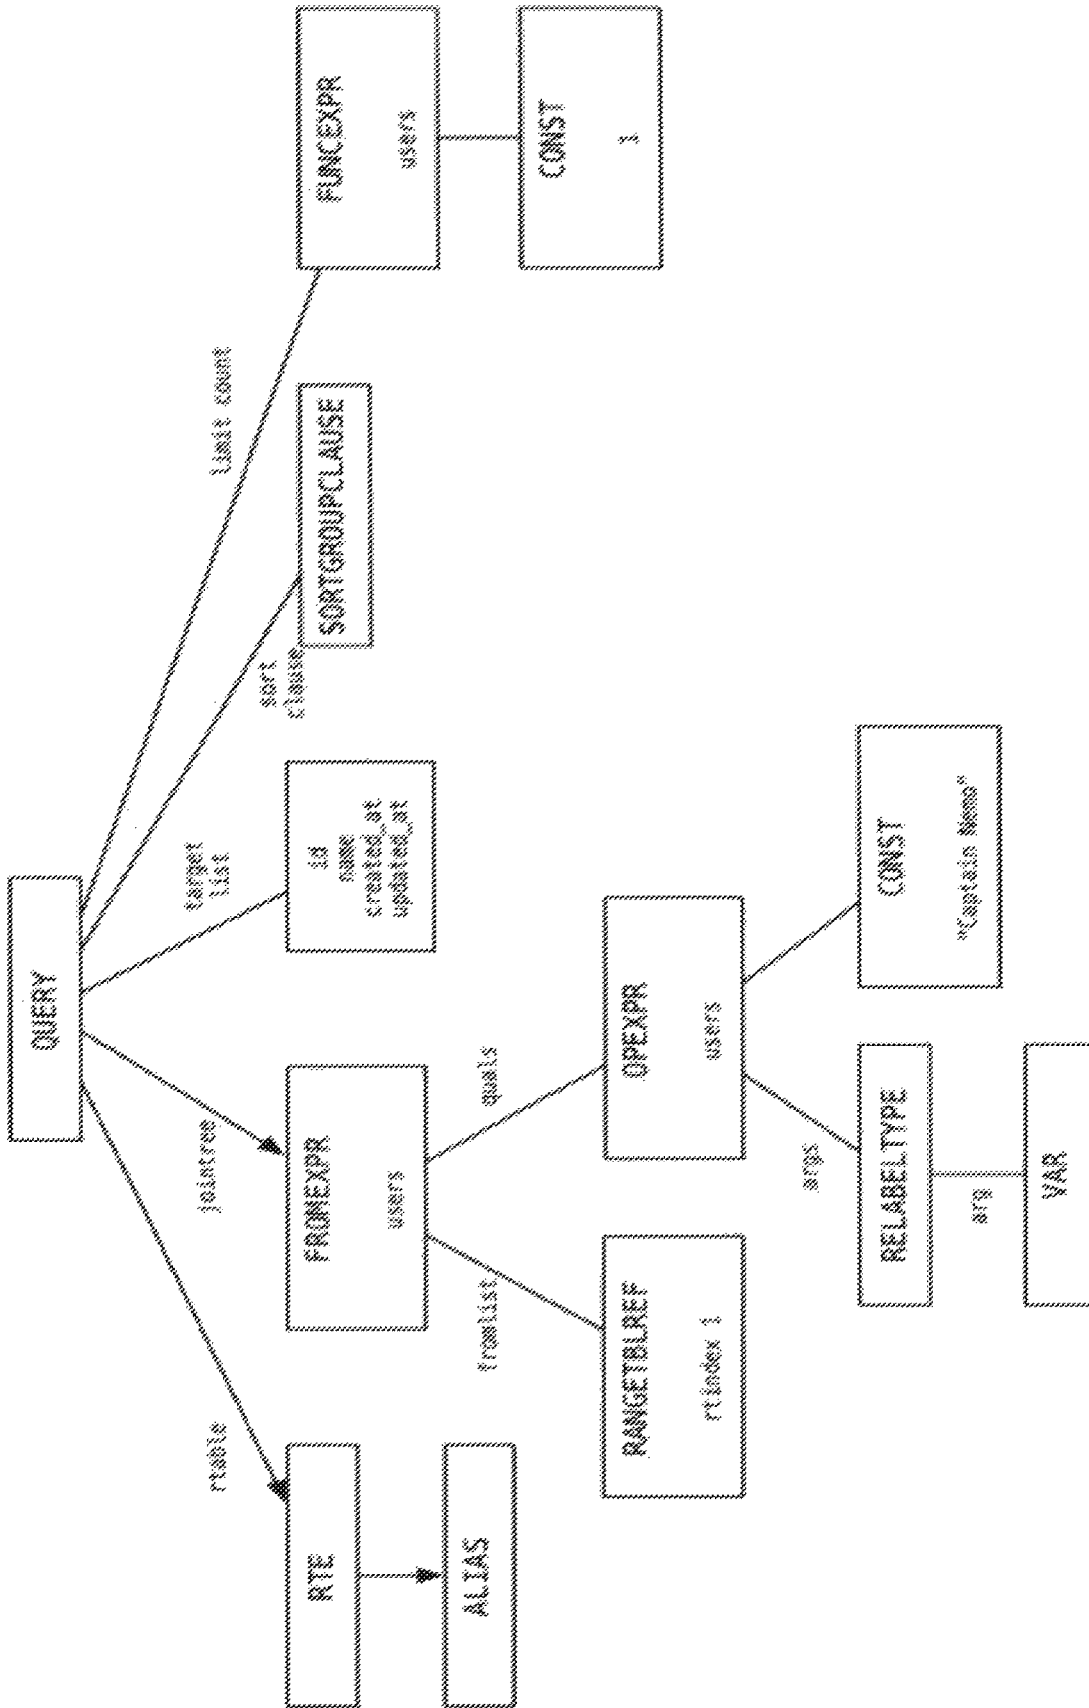 QUERY
rtable
jointree
target
list
sort
clause
limit count
RTE
FROMEXPR
users
id
name
created_at
updated_at
SORTGROUPCLAUSE
FUNCEXPR
users
ALIAS
fromlist
quals
CONST
1
RANGETBLREF
rtindex 1
OPEXPR
users
args
RELABELTYPE
CONST
"Captain Nemo"
arg
VAR